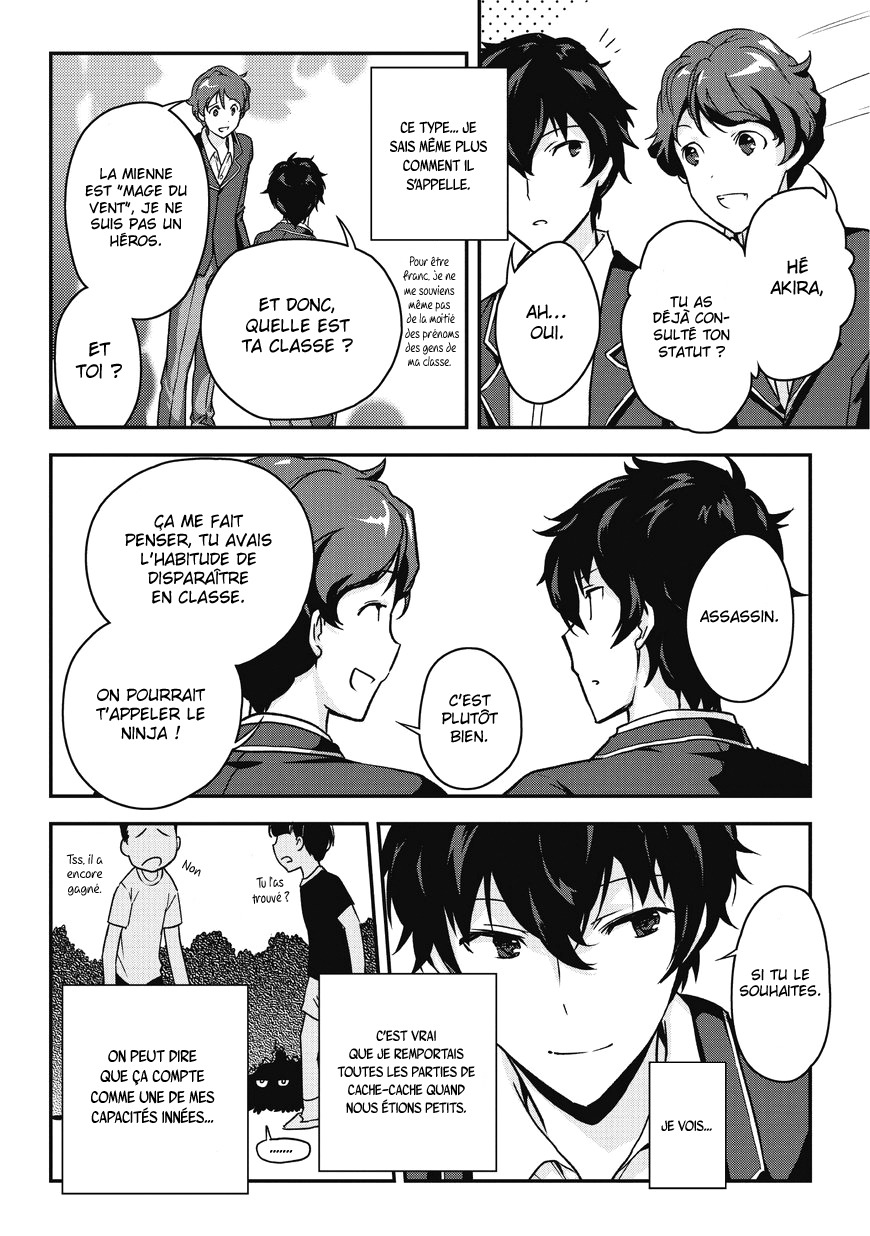 HÉ
AKIRA,
TU AS
DÉJÀ CON-
SULTÉ TON
STATUT ?
AH...
OUI.
CE TYPE... JE
SAIS MÊME PLUS
COMMENT IL
S'APPELLE.
Pour être
franc, je ne
me souviens
même pas
de la moitié
des prénoms
des gens de
ma classe.
ET DONC,
QUELLE EST
TA CLASSE ?
LA MIENNE
EST "MAGE DU
VENT", JE NE
SUIS PAS UN
HÉROS.
ET
TOI ?
ASSASSIN.
C'EST
PLUTÔT
BIEN.
ÇA ME FAIT
PENSER, TU AVAIS
L'HABITUDE DE
DISPARAÎTRE
EN CLASSE.
ON POURRAIT
T'APPELER LE
NINJA !
SI TU LE
SOUHAITES.
JE VOIS...
C'EST VRAI
QUE JE REMPORTAIS
TOUTES LES PARTIES DE
CACHE-CACHE QUAND
NOUS ÉTIONS PETITS.
Tu l'as
trouvé ?
Non
Tss, il a
encore
gagné.
ON PEUT DIRE
QUE ÇA COMPTE
COMME UNE DE MES
CAPACITÉS INNÉES...
.......